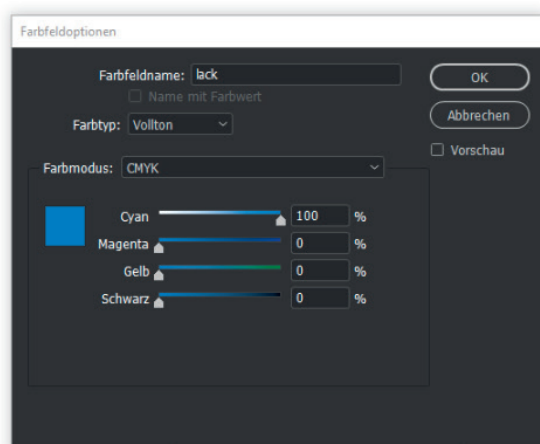 Farbfeldoptionen
Farbfeldname: lack
OK
Name mit Farbwert
Abbrechen
Farbtyp: Vollton
Vorschau
Farbmodus: CMYK
Cyan 100 %
Magenta 0 %
Gelb 0 %
Schwarz 0 %